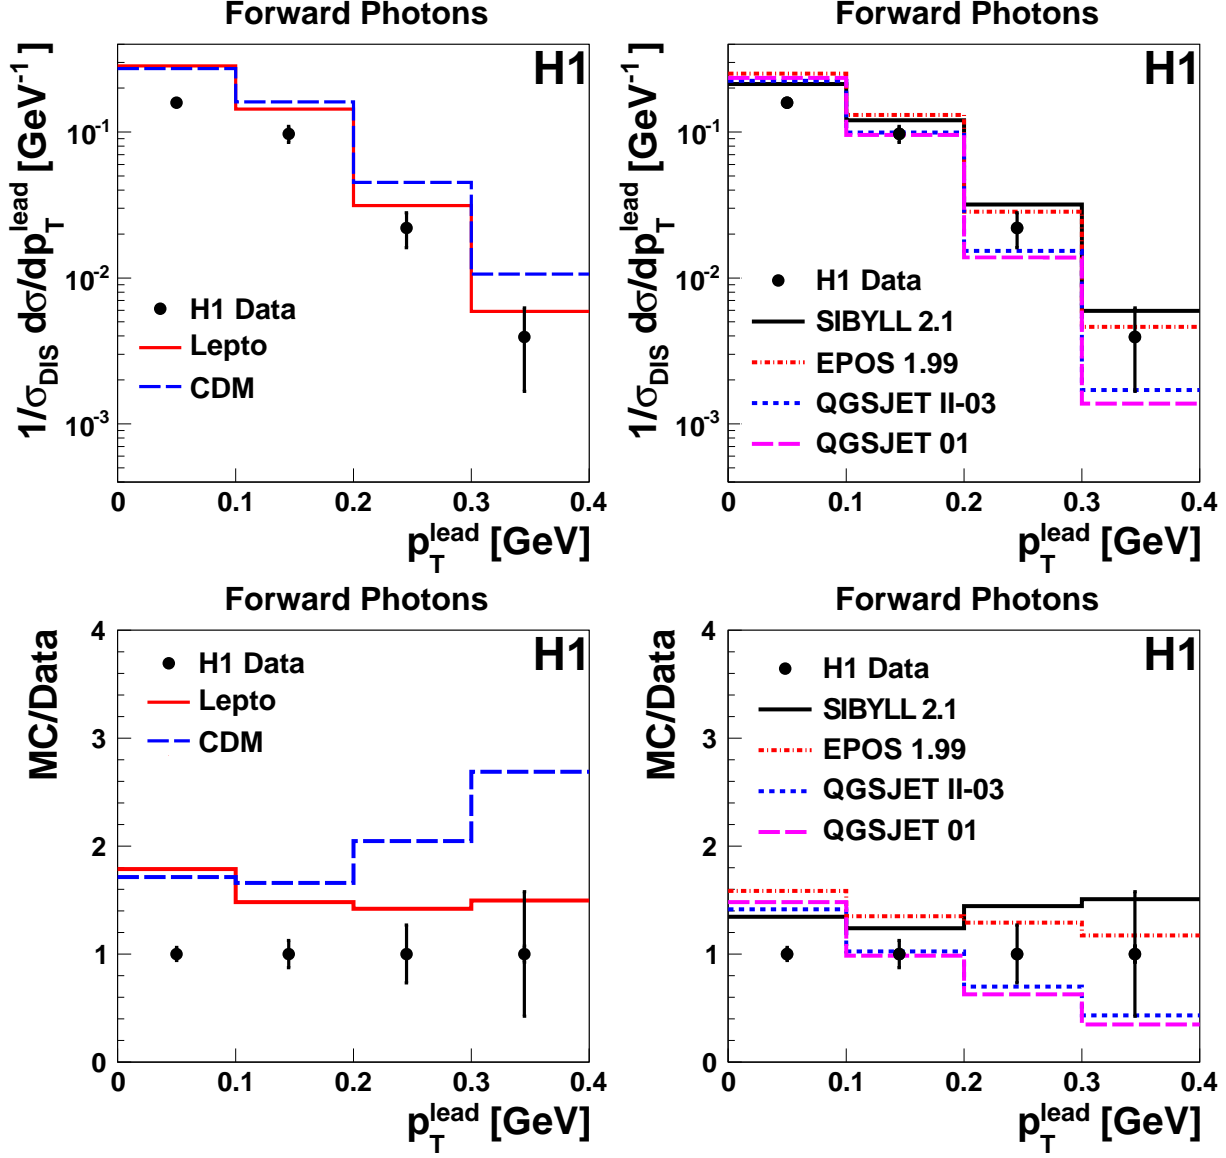 Forward Photons
H1
1/σ_DIS dσ/dp_T^lead [GeV^-1]
10^-1
10^-2
10^-3
H1 Data
Lepto
CDM
0 0.1 0.2 0.3 0.4
p_T^lead [GeV]
Forward Photons
H1
1/σ_DIS dσ/dp_T^lead [GeV^-1]
10^-1
10^-2
10^-3
H1 Data
SIBYLL 2.1
EPOS 1.99
QGSJET II-03
QGSJET 01
0 0.1 0.2 0.3 0.4
p_T^lead [GeV]
Forward Photons
H1
MC/Data
4
3
2
1
0
H1 Data
Lepto
CDM
0 0.1 0.2 0.3 0.4
p_T^lead [GeV]
Forward Photons
H1
MC/Data
4
3
2
1
0
H1 Data
SIBYLL 2.1
EPOS 1.99
QGSJET II-03
QGSJET 01
0 0.1 0.2 0.3 0.4
p_T^lead [GeV]